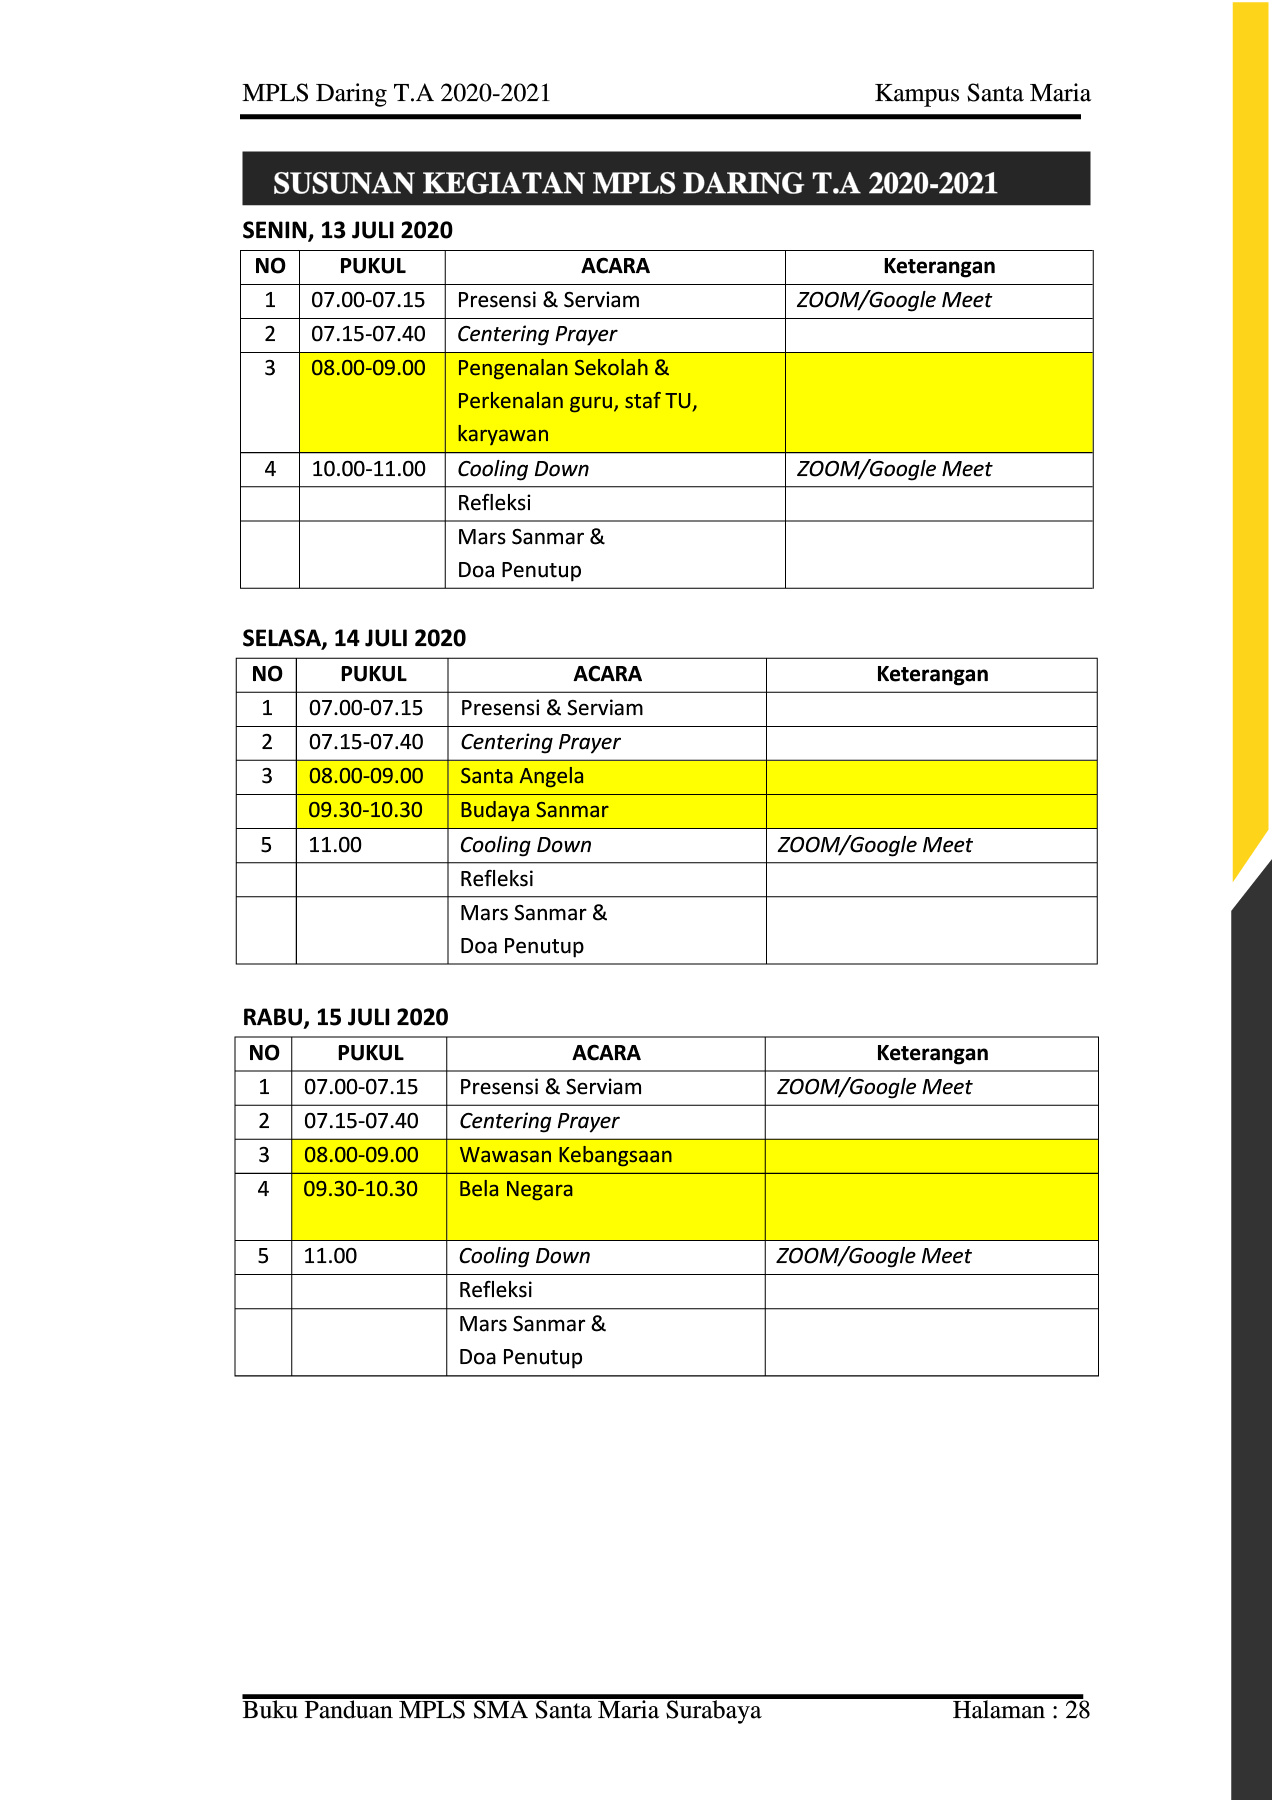 MPLS Daring T.A 2020-2021 Kampus Santa Maria
SUSUNAN KEGIATAN MPLS DARING T.A 2020-2021
SENIN, 13 JULI 2020
NO PUKUL ACARA Keterangan
1 07.00-07.15 Presensi & Serviam ZOOM/Google Meet
2 07.15-07.40 Centering Prayer
3 08.00-09.00 Pengenalan Sekolah &
Perkenalan guru, staf TU,
karyawan
4 10.00-11.00 Cooling Down ZOOM/Google Meet
Refleksi
Mars Sanmar &
Doa Penutup
SELASA, 14 JULI 2020
NO PUKUL ACARA Keterangan
1 07.00-07.15 Presensi & Serviam
2 07.15-07.40 Centering Prayer
3 08.00-09.00 Santa Angela
09.30-10.30 Budaya Sanmar
5 11.00 Cooling Down ZOOM/Google Meet
Refleksi
Mars Sanmar &
Doa Penutup
RABU, 15 JULI 2020
NO PUKUL ACARA Keterangan
1 07.00-07.15 Presensi & Serviam ZOOM/Google Meet
2 07.15-07.40 Centering Prayer
3 08.00-09.00 Wawasan Kebangsaan
4 09.30-10.30 Bela Negara
5 11.00 Cooling Down ZOOM/Google Meet
Refleksi
Mars Sanmar &
Doa Penutup
Buku Panduan MPLS SMA Santa Maria Surabaya Halaman : 28